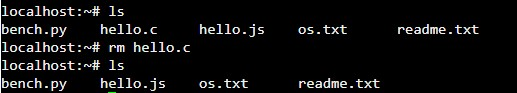 localhost:~# ls
bench.py hello.c hello.js os.txt readme.txt
localhost:~# rm hello.c
localhost:~# ls
bench.py hello.js os.txt readme.txt